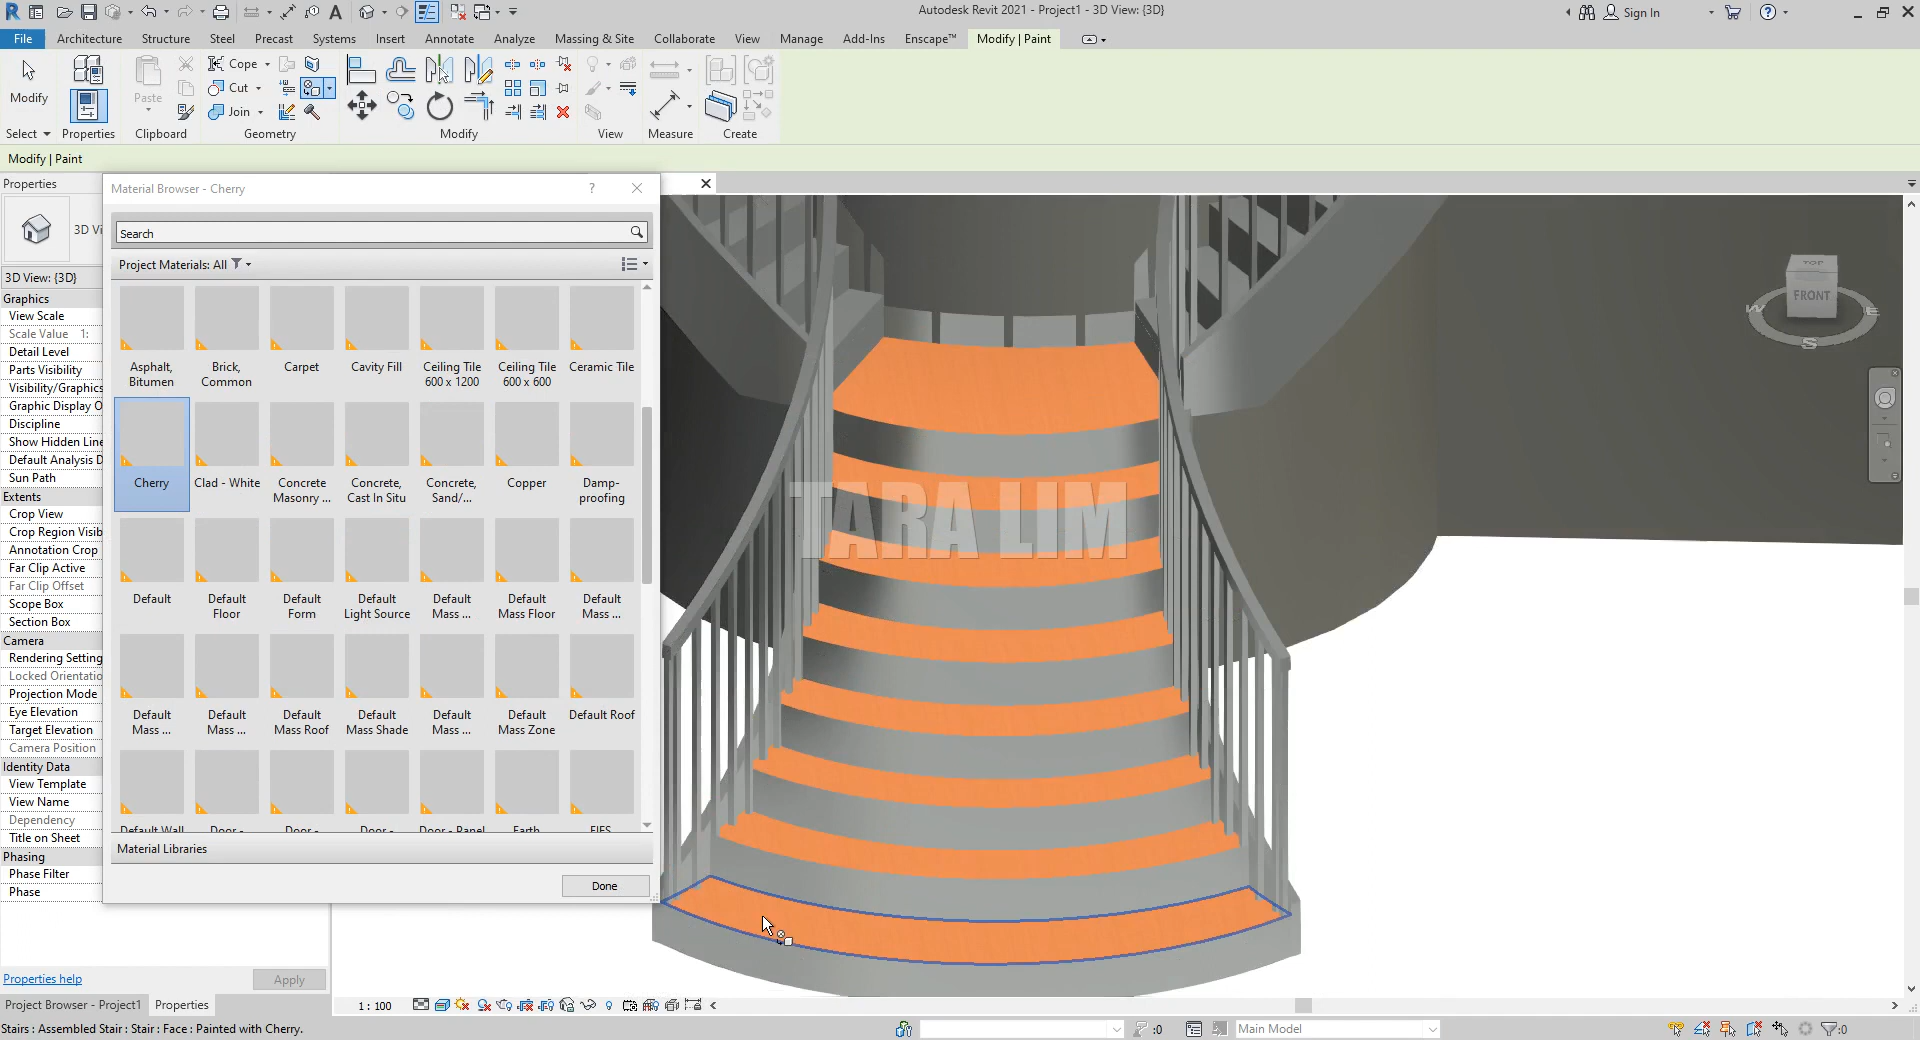 Autodesk Revit 2021 - Project1 - 3D View: {3D}
Sign In
File Architecture Structure Steel Precast Systems Insert Annotate Analyze Massing & Site Collaborate View Manage Add-Ins Enscape™ Modify | Paint
Modify
Paste
Cope
Cut
Join
Select Properties Clipboard Geometry Modify View Measure Create
Modify | Paint
Properties
Material Browser - Cherry
3D Vi
Search
Project Materials: All
3D View: {3D}
Graphics
View Scale
Scale Value 1:
Detail Level
Parts Visibility
Visibility/Graphics
Graphic Display O
Discipline
Show Hidden Line
Default Analysis D
Sun Path
Extents
Crop View
Crop Region Visib
Annotation Crop
Far Clip Active
Far Clip Offset
Scope Box
Section Box
Camera
Rendering Setting
Locked Orientatio
Projection Mode
Eye Elevation
Target Elevation
Camera Position
Identity Data
View Template
View Name
Dependency
Title on Sheet
Phasing
Phase Filter
Phase
Asphalt, Bitumen
Brick, Common
Carpet
Cavity Fill
Ceiling Tile 600 x 1200
Ceiling Tile 600 x 600
Ceramic Tile
Cherry
Clad - White
Concrete Masonry ...
Concrete, Cast In Situ
Concrete, Sand/...
Copper
Damp-proofing
Default
Default Floor
Default Form
Default Light Source
Default Mass ...
Default Mass Floor
Default Mass ...
Default Mass ...
Default Mass ...
Default Mass Roof
Default Mass Shade
Default Mass ...
Default Mass Zone
Default Roof
Default Wall
Door -
Door -
Door -
Door - Panel
Earth
EIFS
Material Libraries
Done
TOP
FRONT
W
E
S
TARA LIM
Properties help
Apply
Project Browser - Project1
Properties
1 : 100
Stairs : Assembled Stair : Stair : Face : Painted with Cherry.
:0
Main Model
:0